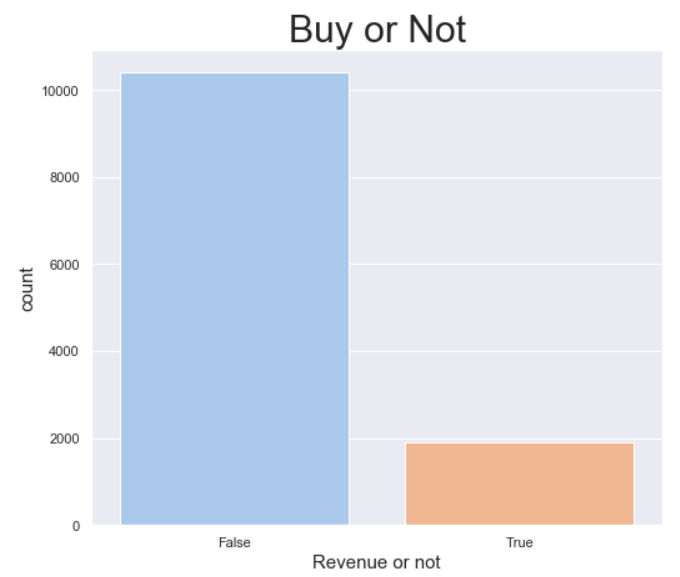 Buy or Not
10000
8000
6000
4000
2000
0
count
False
True
Revenue or not